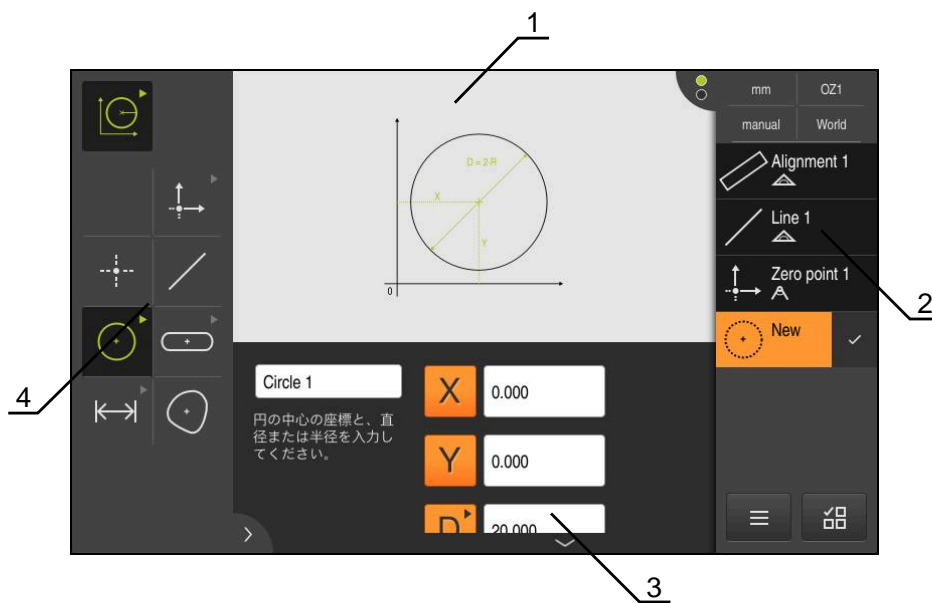 1
mm
OZ1
manual
World
D = 2·R
X
Y
0
Alignment 1
Line 1
2
Zero point 1
New
4
Circle 1
円の中心の座標と、直
径または半径を入力し
てください。
X
0.000
Y
0.000
D
20.000
3